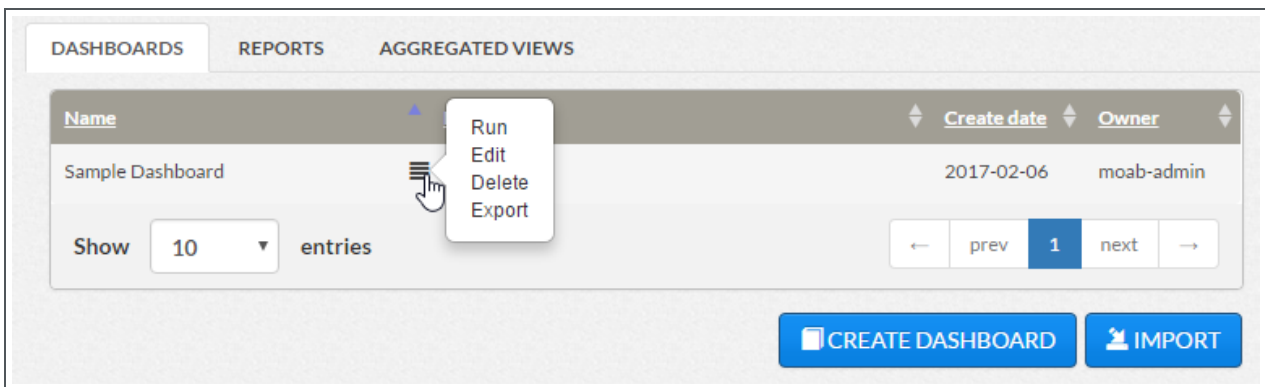 DASHBOARDS REPORTS AGGREGATED VIEWS
Name Create date Owner
Run
Edit
Delete
Export
Sample Dashboard 2017-02-06 moab-admin
Show 10 entries
← prev 1 next →
CREATE DASHBOARD IMPORT